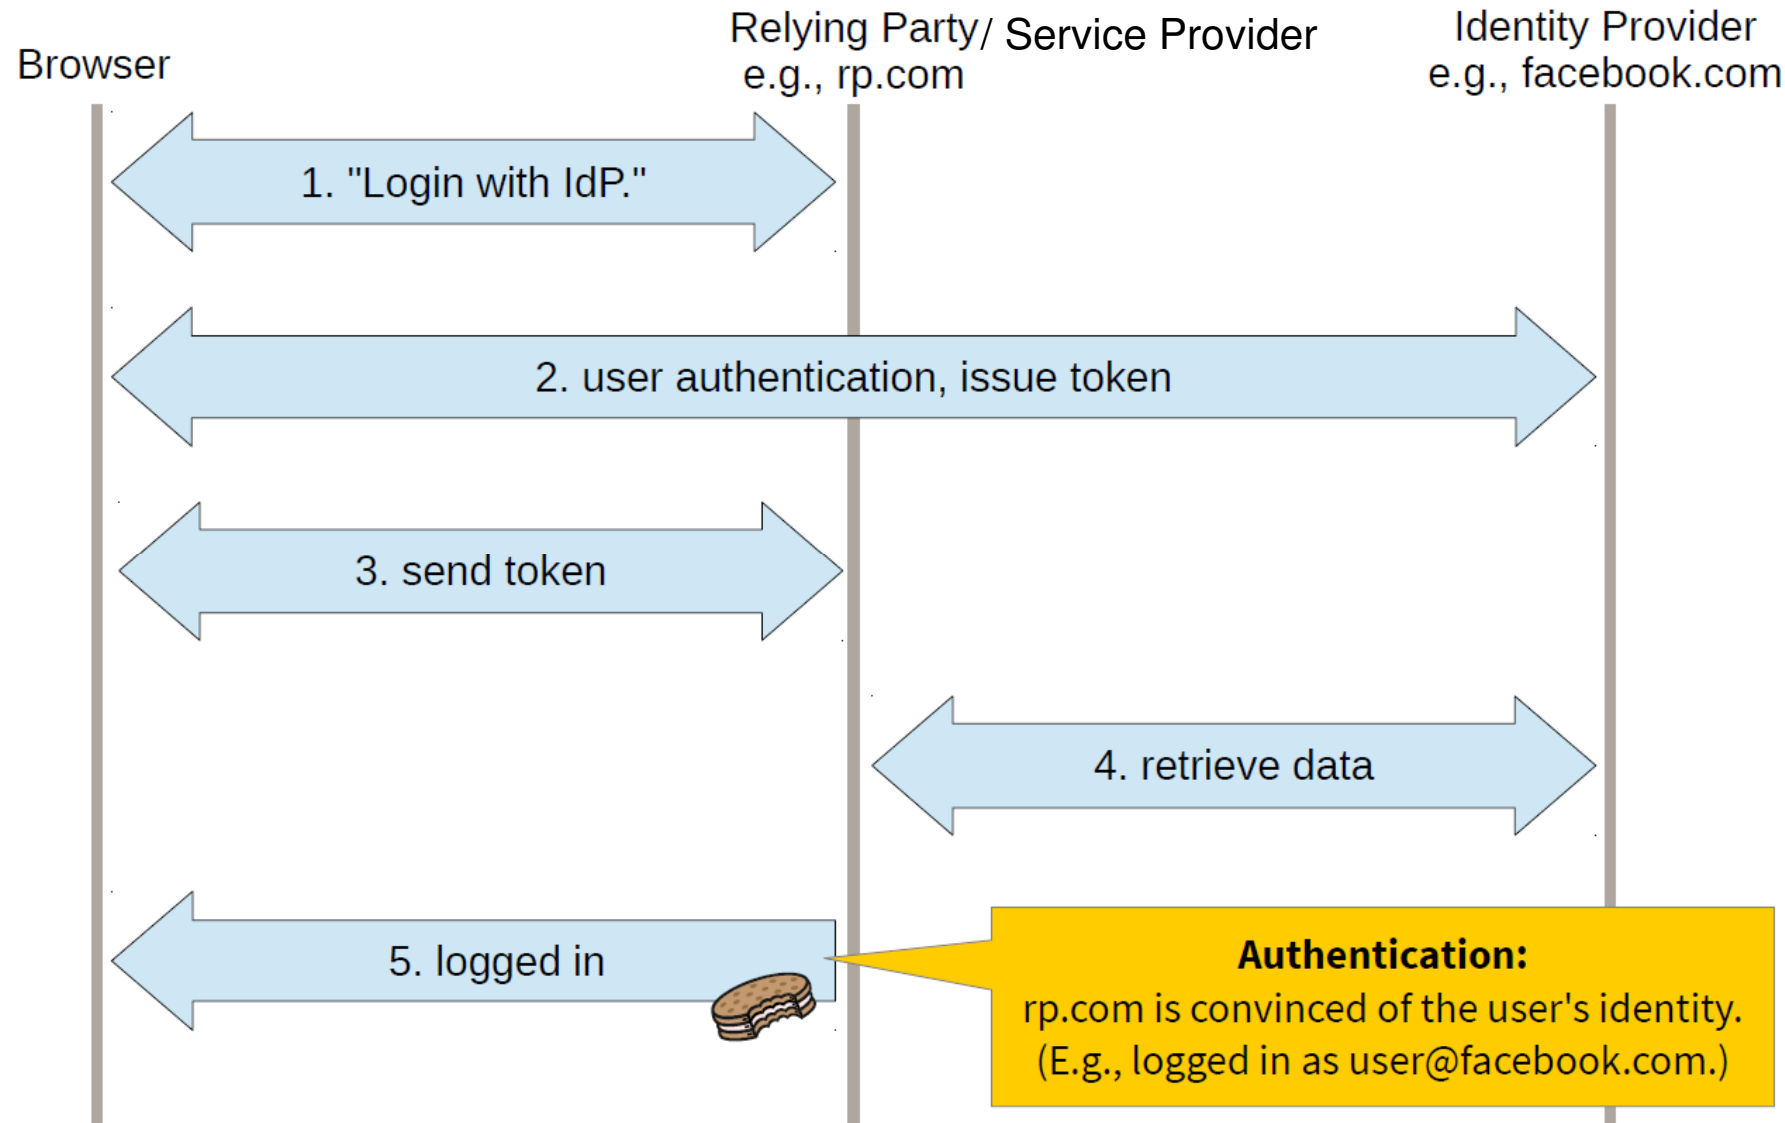 Browser
Relying Party/ Service Provider
e.g., rp.com
Identity Provider
e.g., facebook.com
1. "Login with IdP."
2. user authentication, issue token
3. send token
4. retrieve data
5. logged in
Authentication:
rp.com is convinced of the user's identity.
(E.g., logged in as user@facebook.com.)